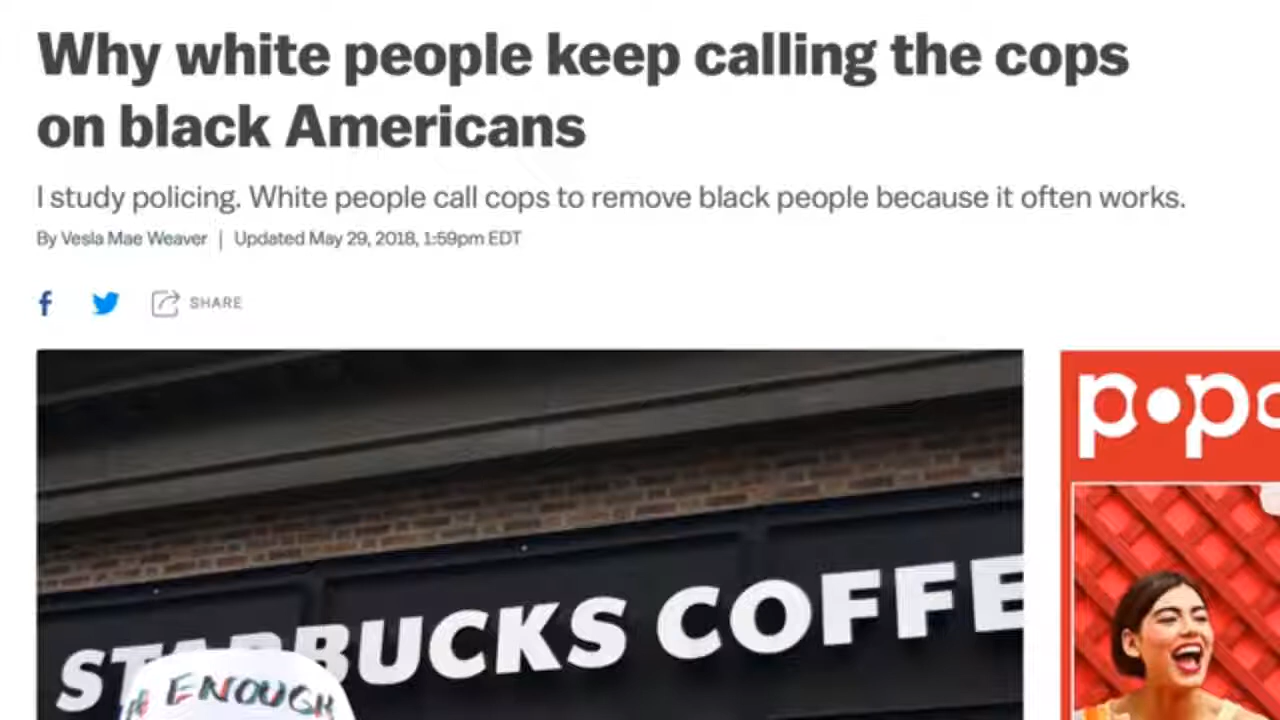 Why white people keep calling the cops
on black Americans
I study policing. White people call cops to remove black people because it often works.
By Vesla Mae Weaver | Updated May 29, 2018, 1:59pm EDT
SHARE
STARBUCKS COFFE
ENOUGH